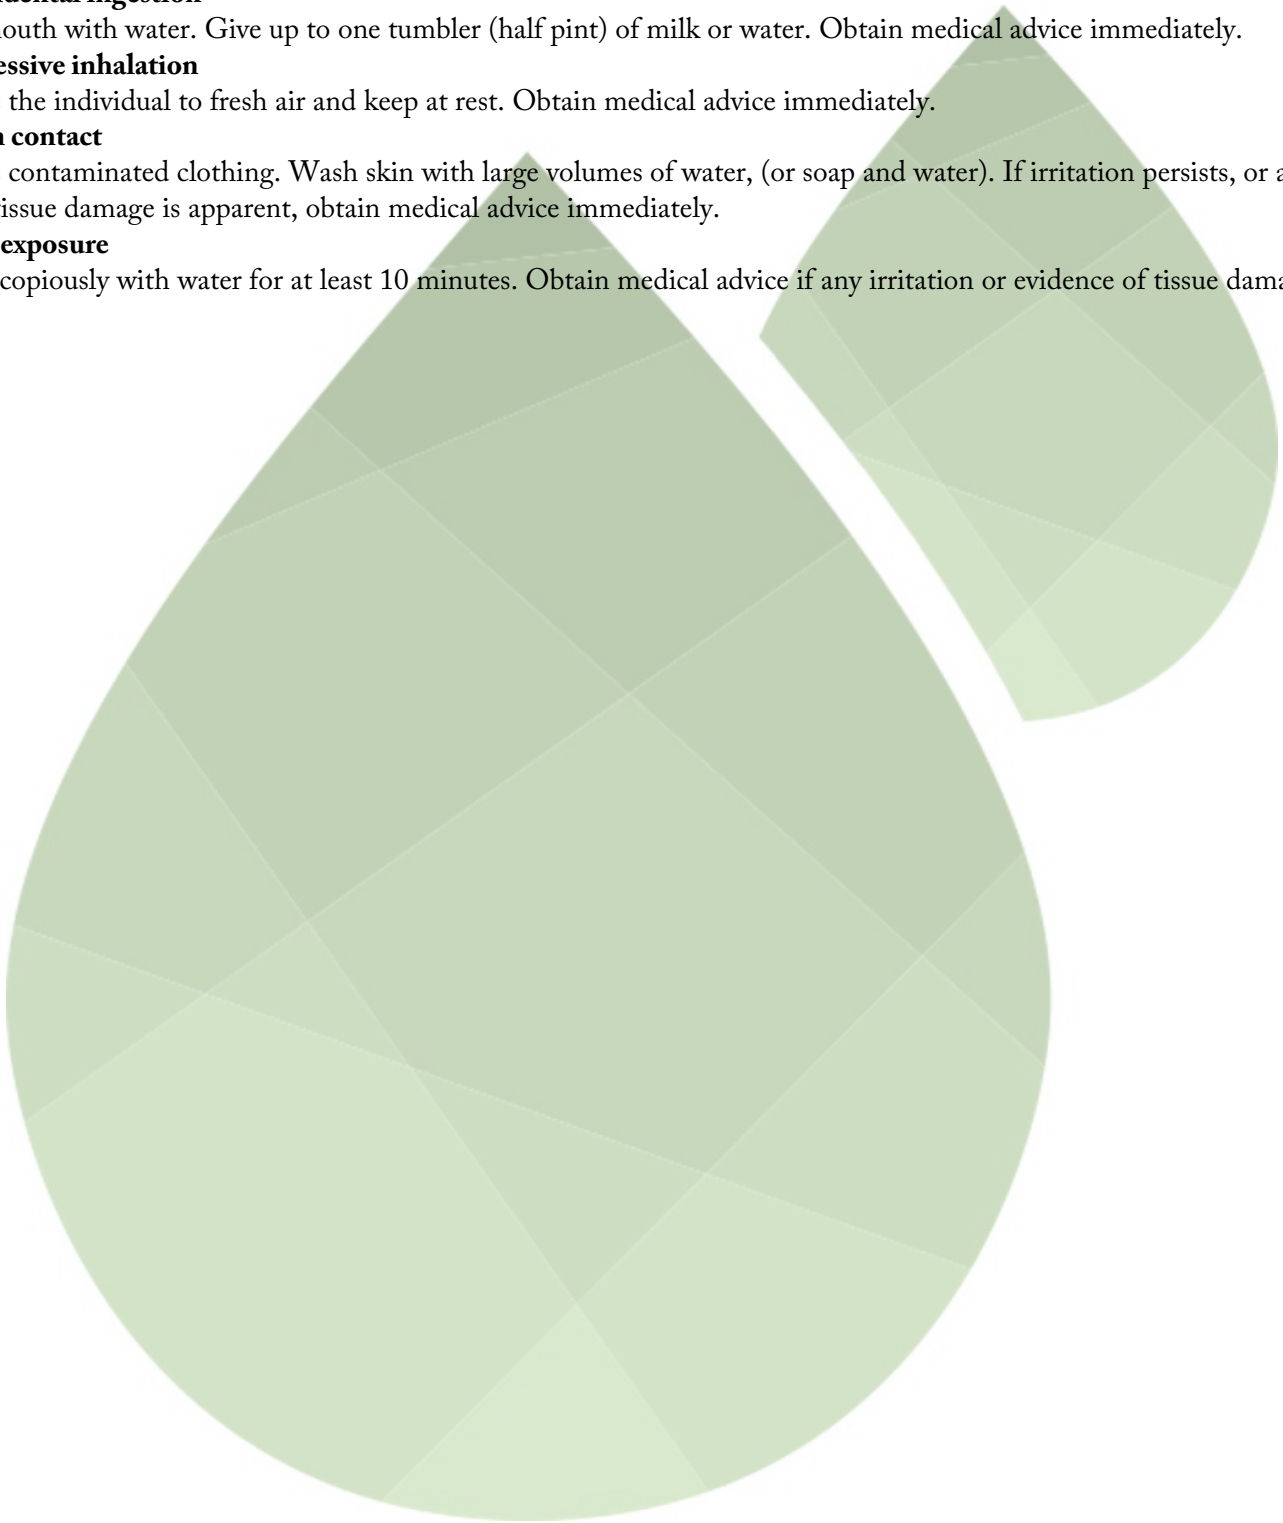 ingestion
mouth with water. Give up to one tumbler (half pint) of milk or water. Obtain medical advice immediately.
essive inhalation
the individual to fresh air and keep at rest. Obtain medical advice immediately.
contact
contaminated clothing. Wash skin with large volumes of water, (or soap and water). If irritation persists, or a
tissue damage is apparent, obtain medical advice immediately.
exposure
copiously with water for at least 10 minutes. Obtain medical advice if any irritation or evidence of tissue dama